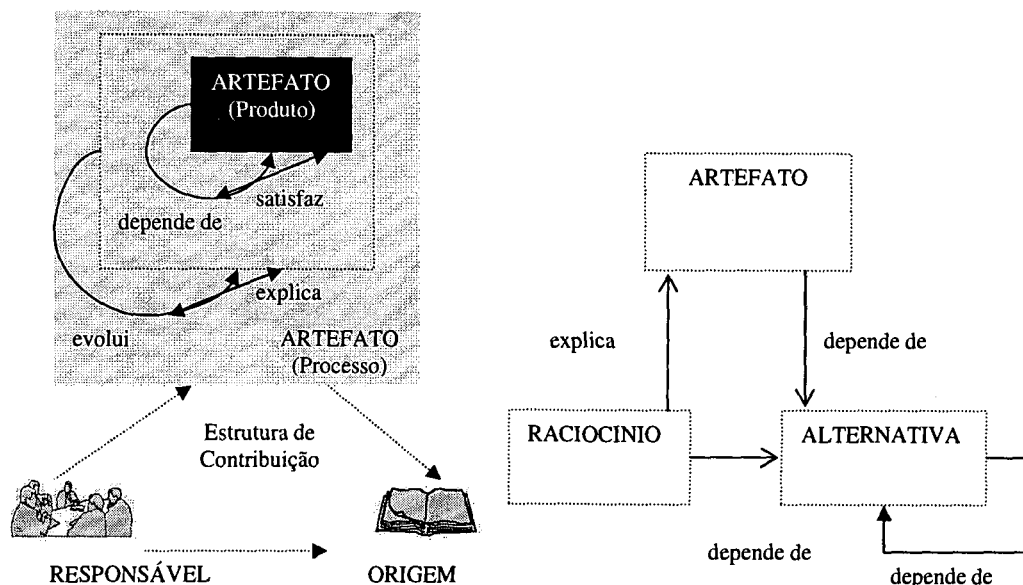 ARTEFATO
(Produto)
satisfaz
depende de
explica
evolui
ARTEFATO
(Processo)
Estrutura de
Contribuição
RESPONSÁVEL
ORIGEM
ARTEFATO
explica
depende de
RACIOCINIO
ALTERNATIVA
depende de
depende de